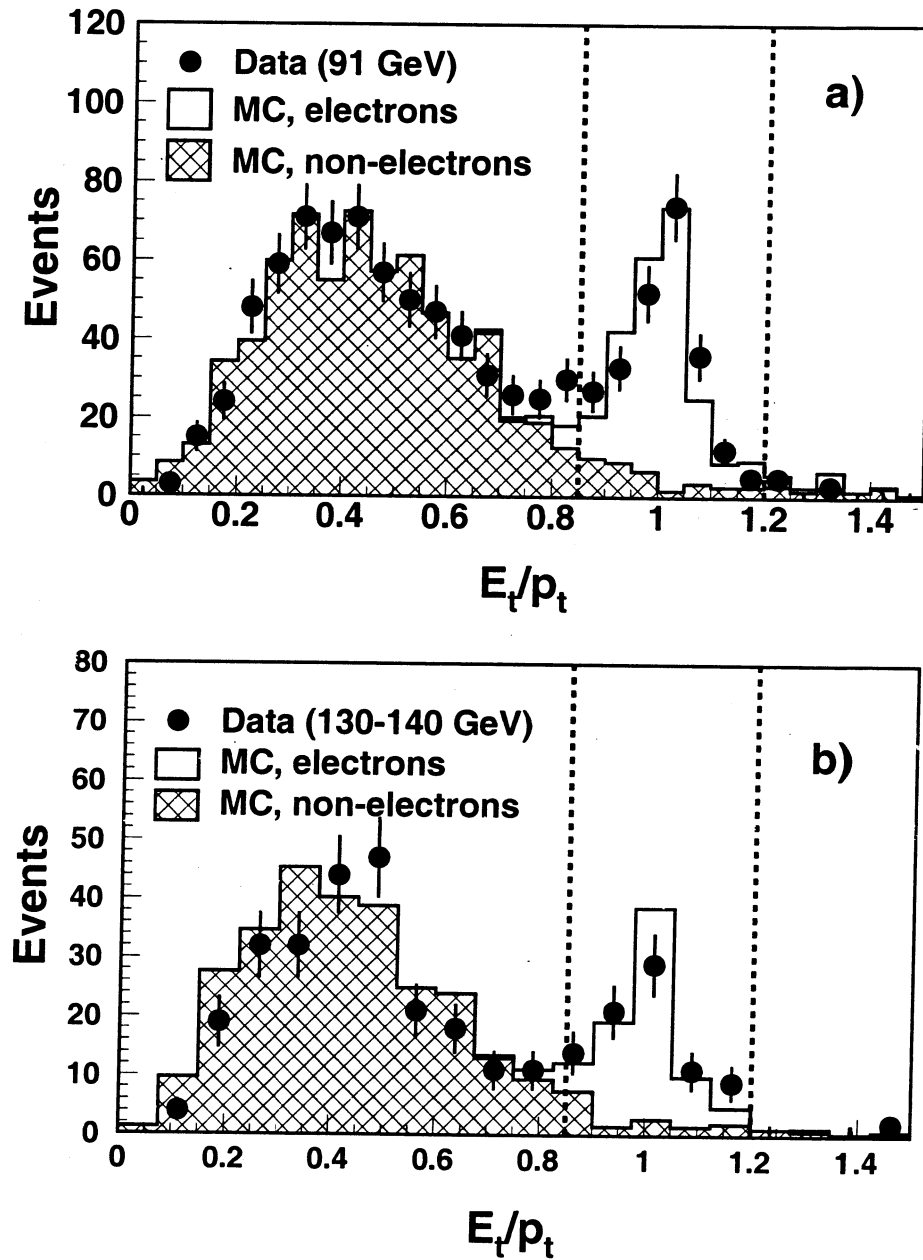 120
100
80
60
40
20
0
Events
Data (91 GeV)
MC, electrons
MC, non-electrons
a)
0 0.2 0.4 0.6 0.8 1 1.2 1.4
Et/pt
80
70
60
50
40
30
20
10
0
Events
Data (130-140 GeV)
MC, electrons
MC, non-electrons
b)
0 0.2 0.4 0.6 0.8 1 1.2 1.4
Et/pt